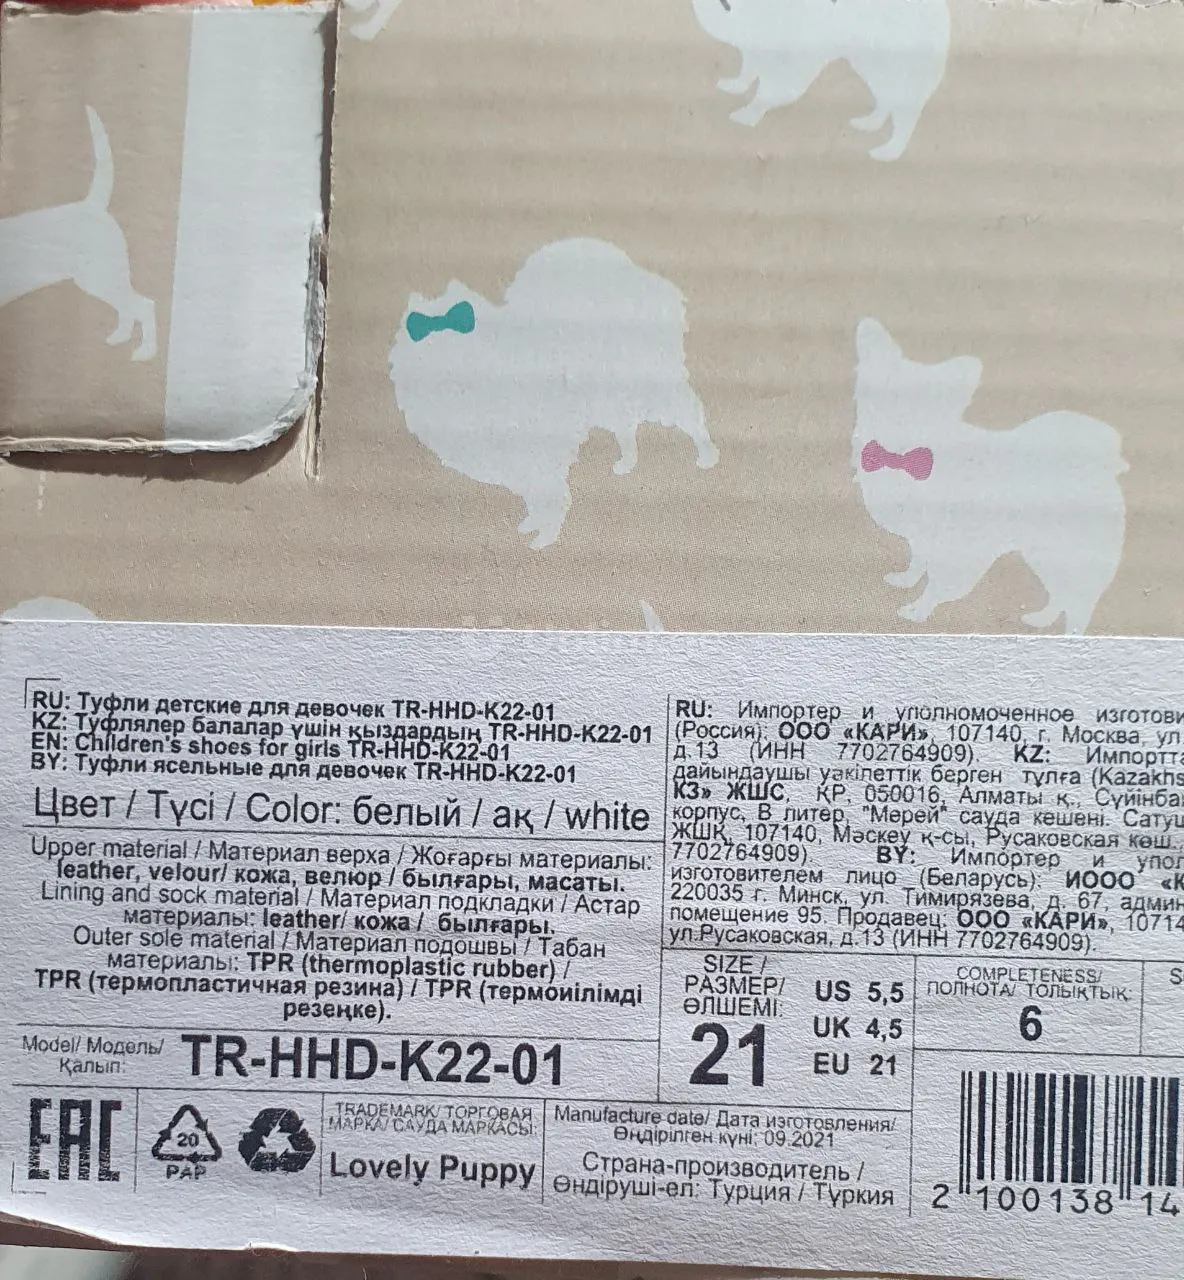 RU: Туфли детские для девочек TR-HHD-K22-01
KZ: Туфлялер балалар үшін қыздардың TR-HHD-K22-01
EN: Children's shoes for girls TR-HHD-K22-01
BY: Туфли ясельные для девочек TR-HHD-K22-01
Цвет / Түсі / Color: белый / ақ / white
Upper material / Материал верха / Жоғарғы материалы:
leather, velour/ кожа, велюр / былғары, масаты.
Lining and sock material / Материал подкладки / Астар
материалы: leather/ кожа / былғары.
Outer sole material / Материал подошвы / Табан
материалы: TPR (thermoplastic rubber) /
TPR (термопластичная резина) / TPR (термоиілімді
резеңке).
Model/ Модель/
Қалып:
TR-HHD-K22-01
EAC
20
PAP
TRADEMARK/ ТОРГОВАЯ
МАРКА/ САУДА МАРКАСЫ:
Lovely Puppy
Manufacture date/ Дата изготовления/
Өңдірілген күні: 09.2021
Страна-производитель /
Өндіруші-ел: Турция / Түркия
RU: Импортер и уполномоченное изготови
(Россия): ООО «КАРИ», 107140, г. Москва, ул.
д.13 (ИНН 7702764909). KZ: Импортта
дайындаушы уәкілеттік берген тұлға (Kazakhs
КЗ» ЖШС, ҚР, 050016, Алматы қ., Сүйінба
корпус, В литер, "Мерей" сауда кешені. Сатуш
ЖШҚ, 107140, Мәскеу қ-сы, Русаковская көш.,
7702764909). BY: Импортер и упол
изготовителем лицо (Беларусь): ИООО «К
220035 г. Минск, ул. Тимирязева, д. 67, админ
помещение 95. Продавец: ООО «КАРИ», 10714
ул.Русаковская, д.13 (ИНН 7702764909).
SIZE /
РАЗМЕР/
ӨЛШЕМІ:
21
US 5,5
UK 4,5
EU 21
COMPLETENESS/
ПОЛНОТА/ ТОЛЫҚТЫҚ:
6
2 100138 14